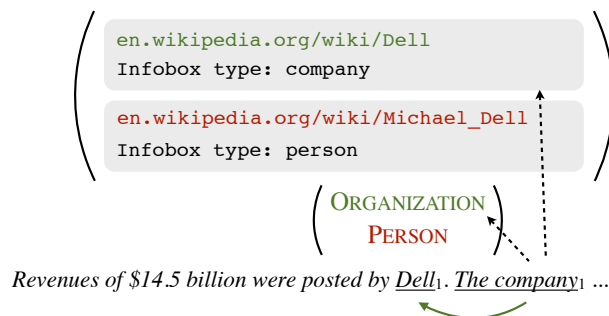 en.wikipedia.org/wiki/Dell
Infobox type: company
en.wikipedia.org/wiki/Michael_Dell
Infobox type: person
ORGANIZATION
PERSON
Revenues of $14.5 billion were posted by Dell₁. The company₁ ...